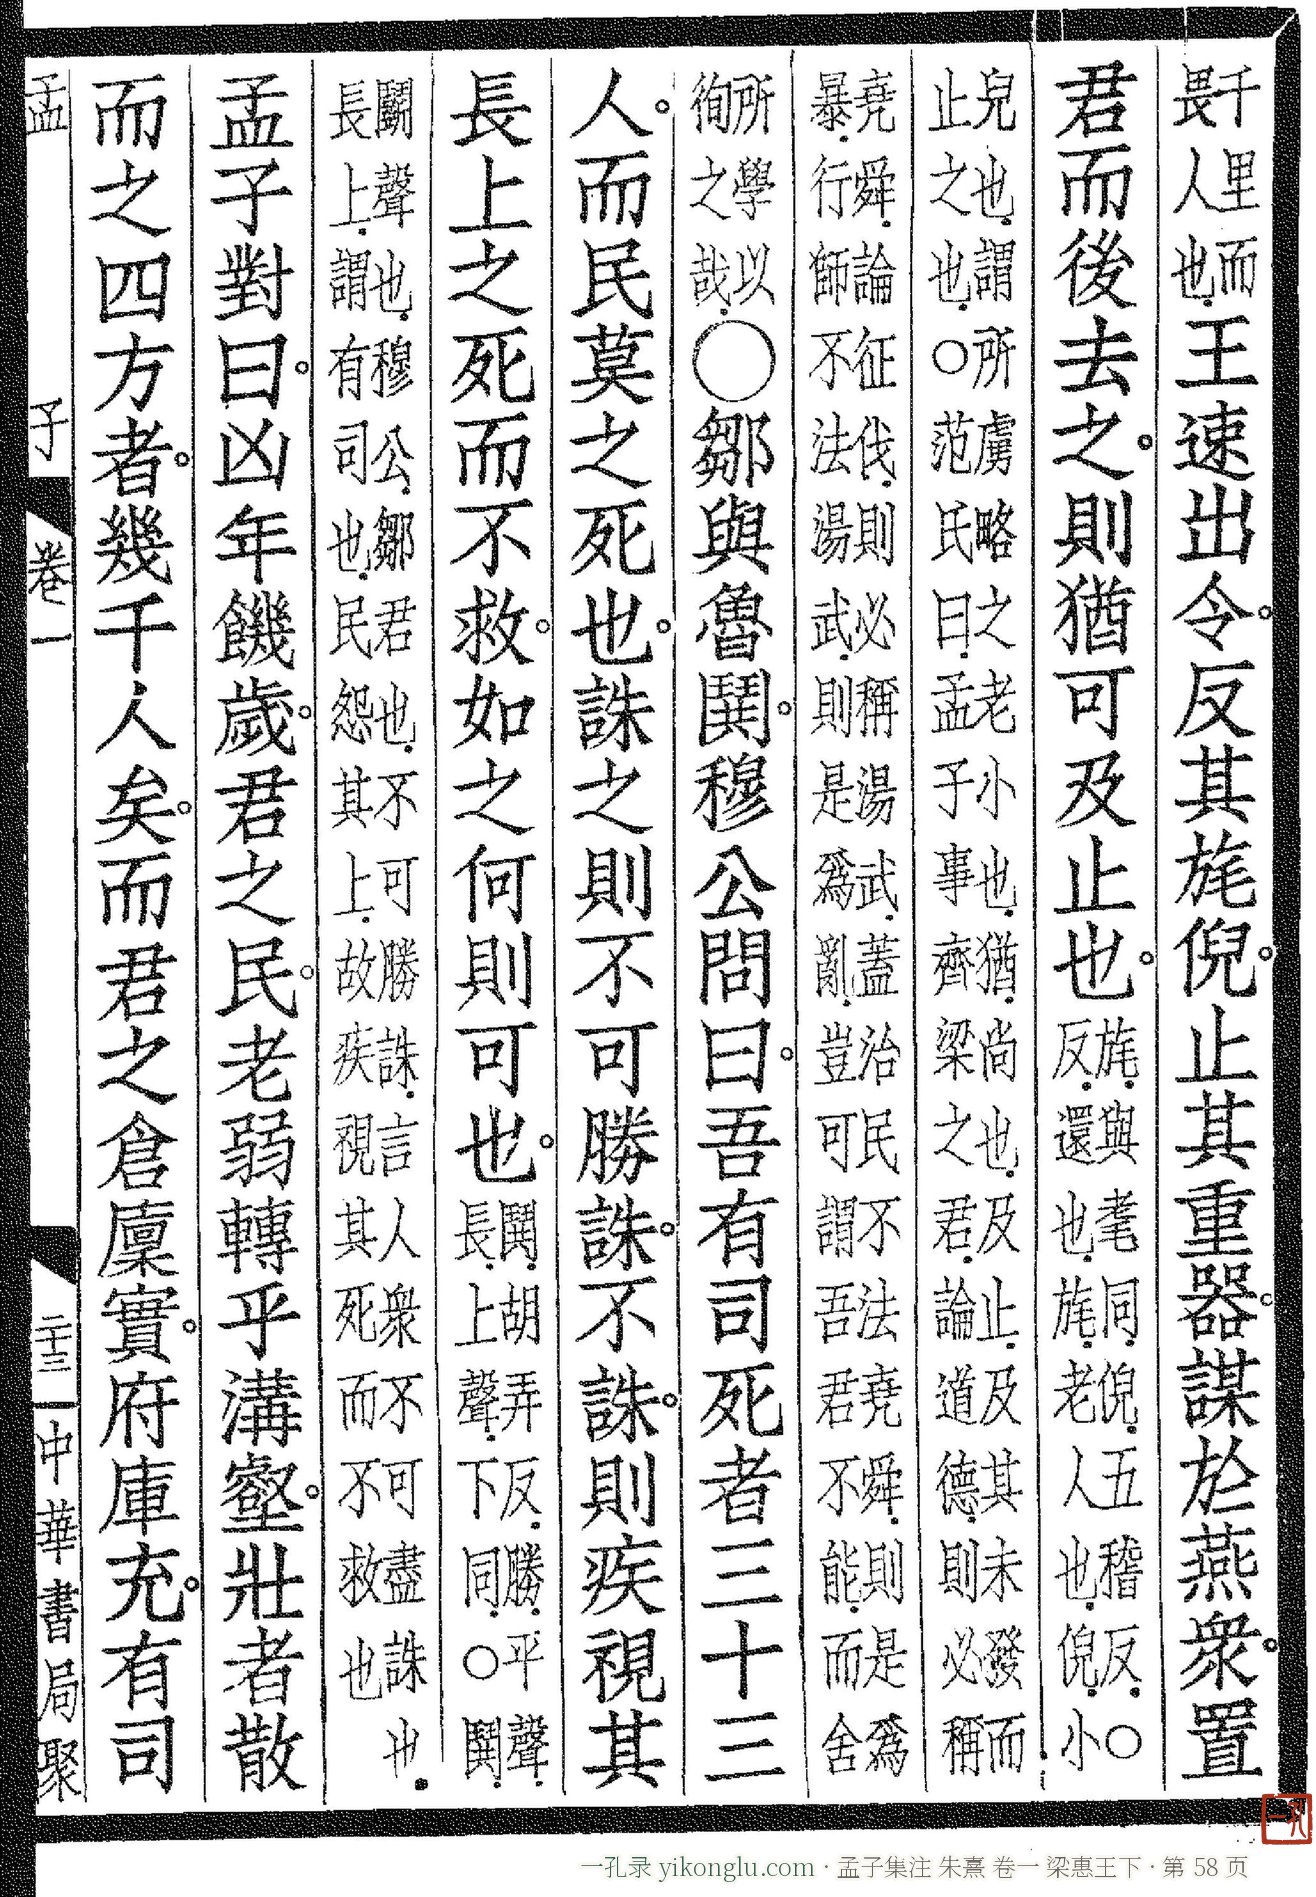 千里而畏人也．王速出令。反其旄倪。止其重器。謀於燕衆。置
君而後去之。則猶可及止也。旄．與耄同．倪．五稽反．○反還也．旄．老人也．倪．小
兒也．謂所虜略之老小也．猶．尚也．及止．及其未發而止之也．○范氏曰．孟子事齊梁之君．論道德．則必稱
堯舜．論征伐．則必稱湯武．蓋治民不法堯舜．則是爲暴．行師不法湯武．則是爲亂．豈可謂吾君不能．而舍
所學以徇之哉．○鄒與魯鬨。穆公問曰。吾有司死者三十三
人。而民莫之死也。誅之則不可勝誅。不誅。則疾視其
長上之死而不救。如之何則可也。鬨．胡弄反．勝．平聲．長．上聲．下同．○鬨．
鬬聲也．穆公．鄒君也．不可勝誅．言人衆不可盡誅也．長上．謂有司也．民怨其上．故疾視其死而不救也
孟子對曰。凶年饑歲。君之民。老弱轉乎溝壑。壯者散
而之四方者。幾千人矣。而君之倉廩實。府庫充。有司
孟子 卷一 二十三 中華書局聚
孔一
一孔录 yikonglu.com · 孟子集注 朱熹 卷一 梁惠王下 · 第 58 页